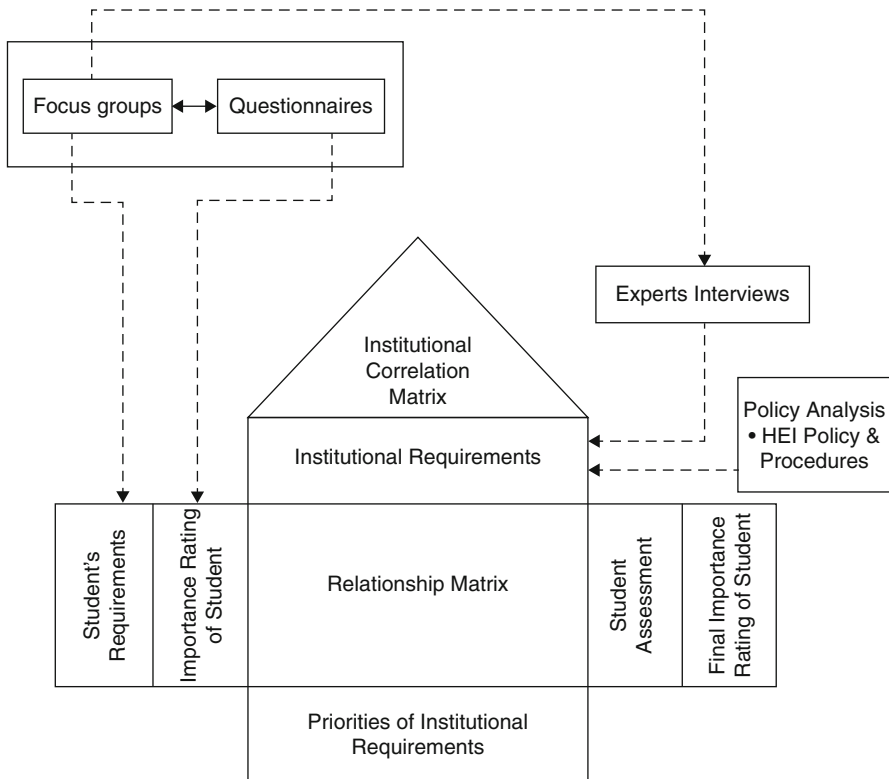 Focus groups
Questionnaires
Experts Interviews
Institutional
Correlation
Matrix
Policy Analysis
• HEI Policy &
Procedures
Institutional Requirements
Student's
Requirements
Importance Rating
of Student
Relationship Matrix
Student
Assessment
Final Importance
Rating of Student
Priorities of Institutional
Requirements